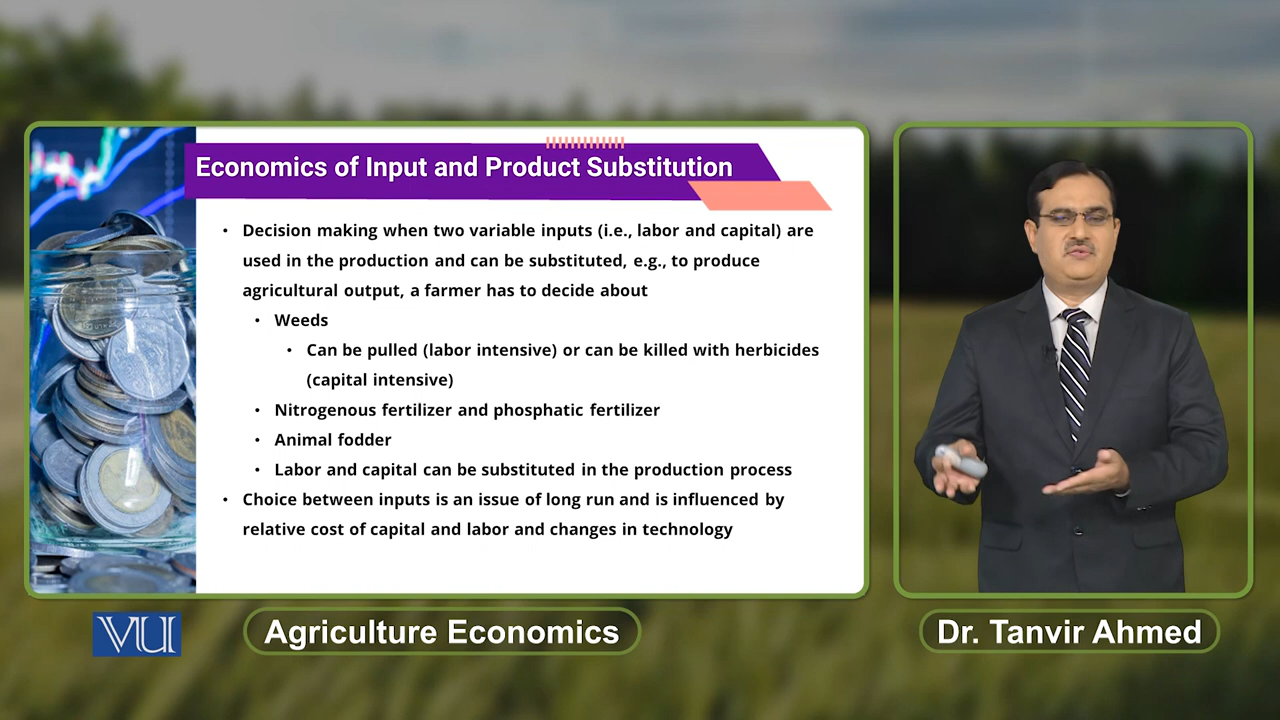 Economics of Input and Product Substitution
• Decision making when two variable inputs (i.e., labor and capital) are
used in the production and can be substituted, e.g., to produce
agricultural output, a farmer has to decide about
• Weeds
• Can be pulled (labor intensive) or can be killed with herbicides
(capital intensive)
• Nitrogenous fertilizer and phosphatic fertilizer
• Animal fodder
• Labor and capital can be substituted in the production process
• Choice between inputs is an issue of long run and is influenced by
relative cost of capital and labor and changes in technology
VU
Agriculture Economics
Dr. Tanvir Ahmed